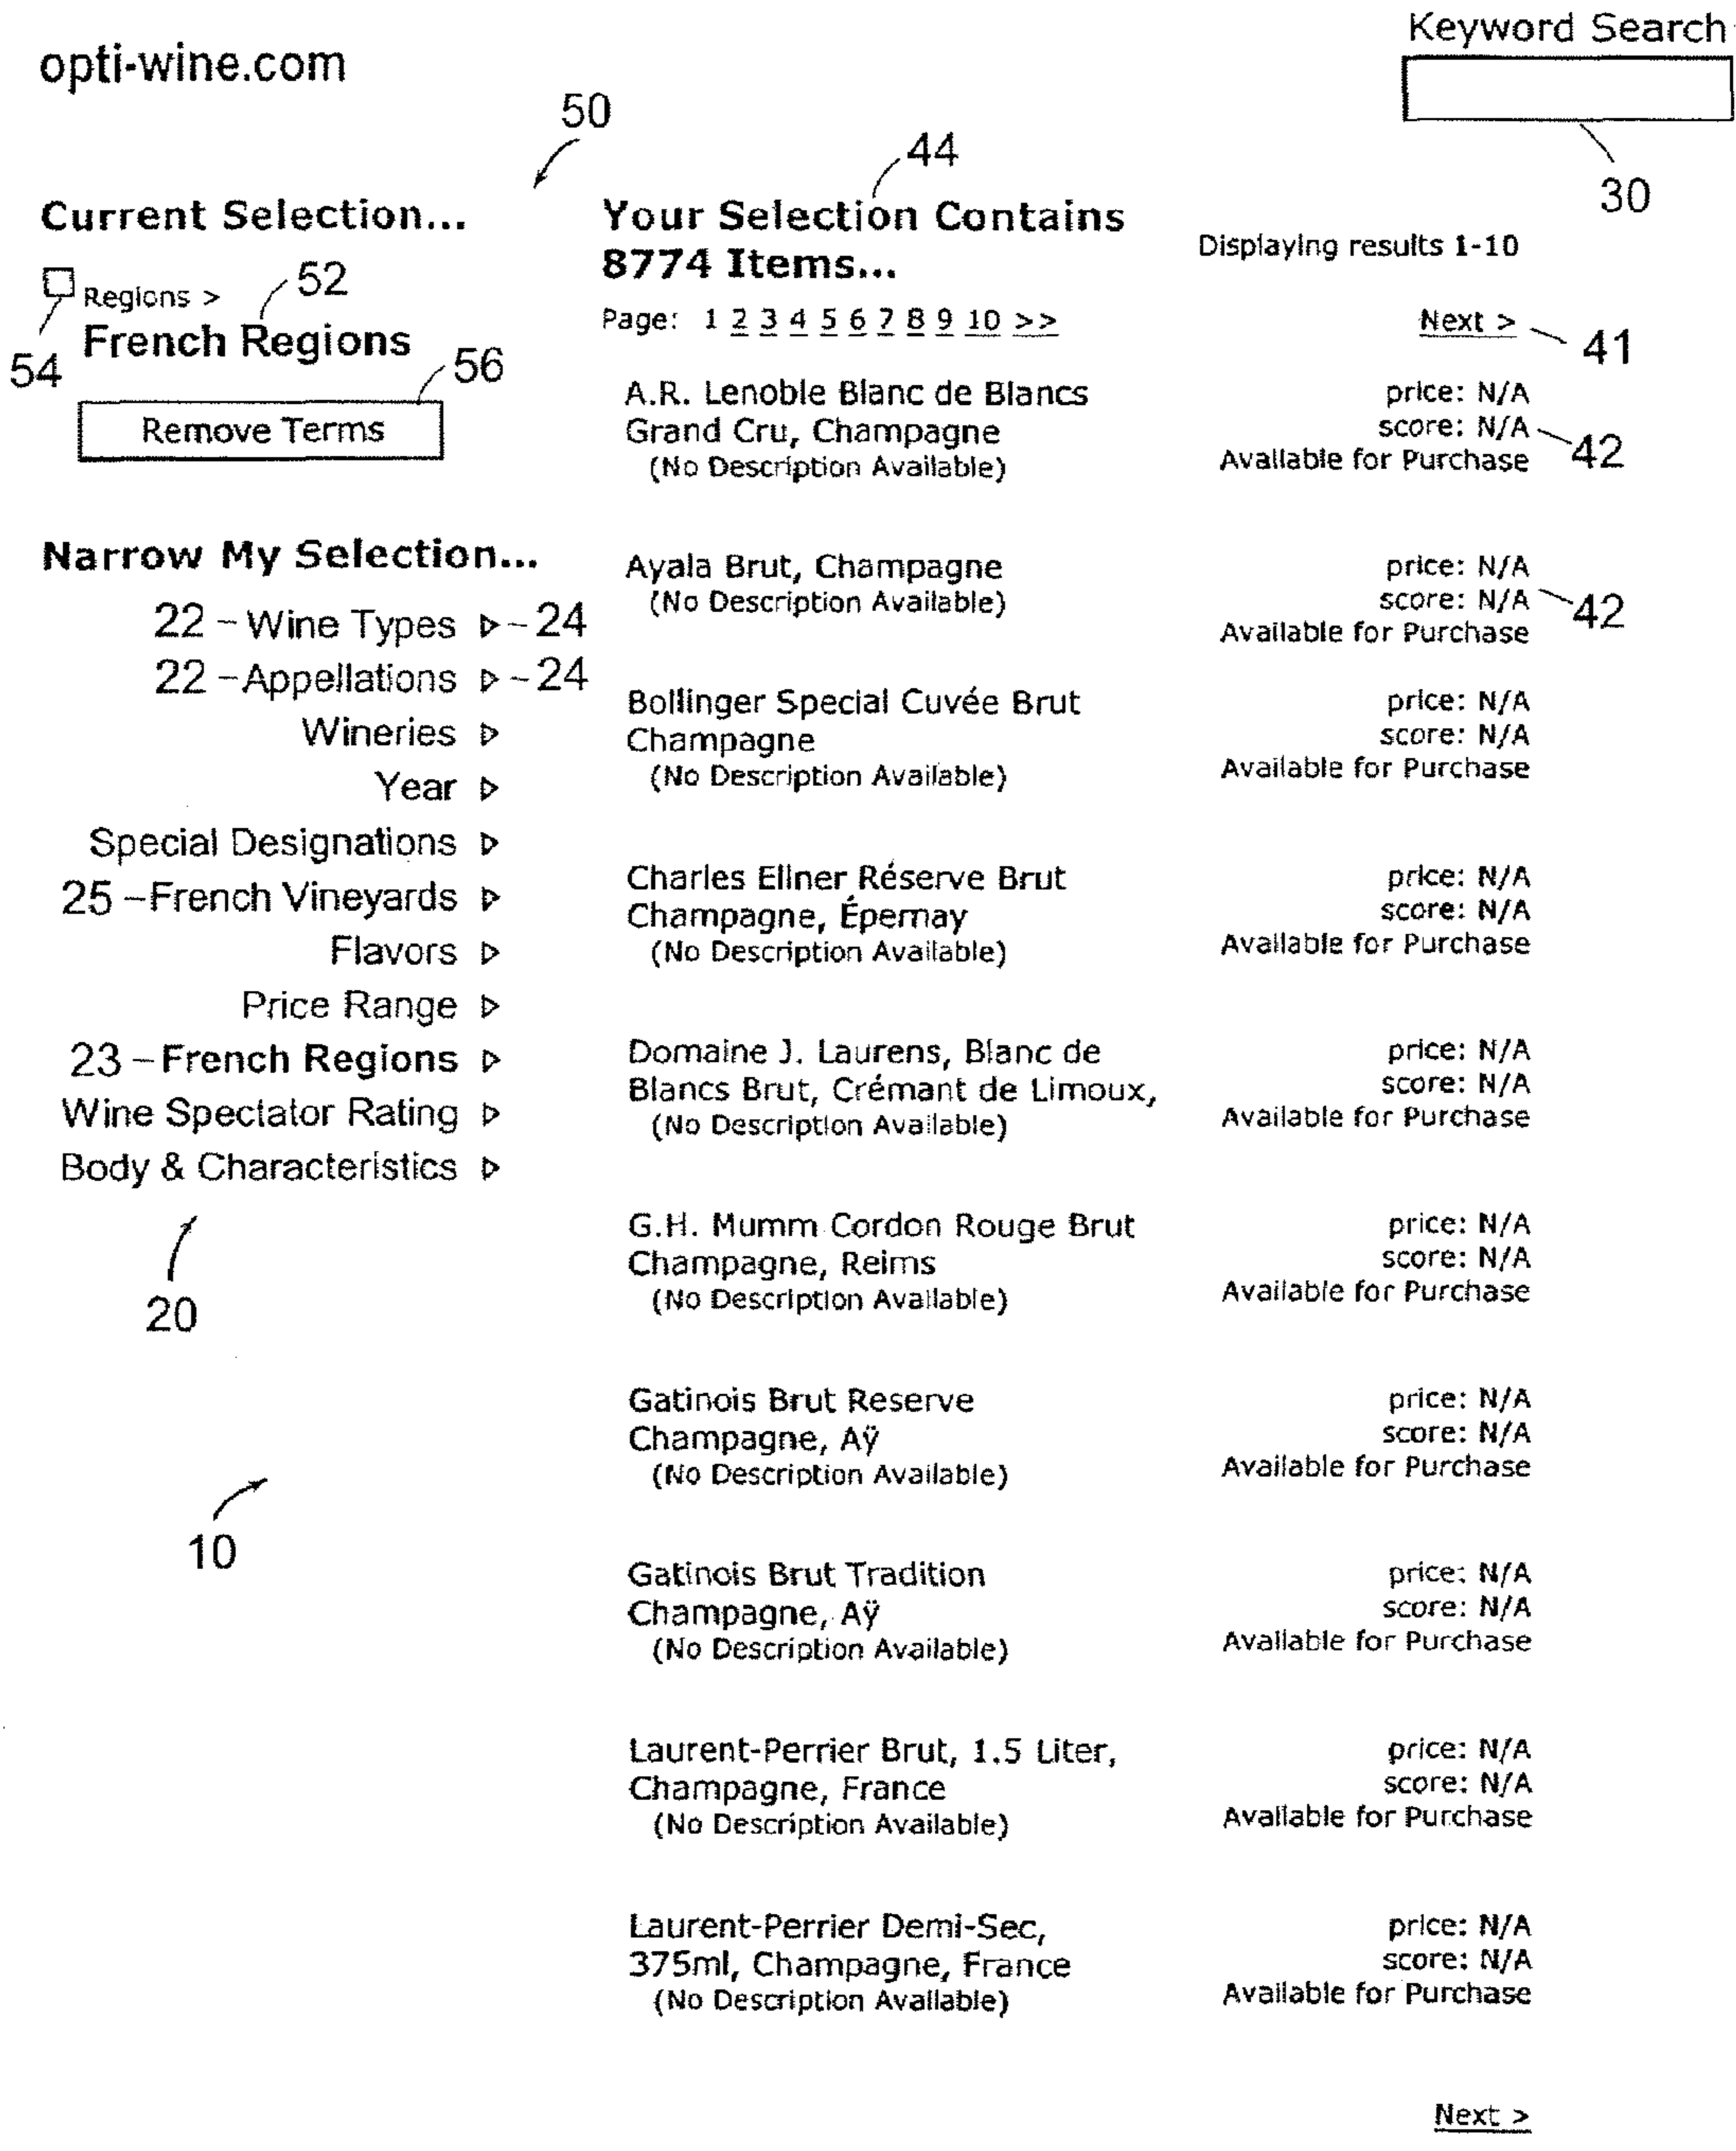 opti-wine.com
Keyword Search
30
50
Current Selection...
Regions >
52
54
French Regions
56
Remove Terms
Narrow My Selection...
22 – Wine Types ▷ – 24
22 – Appellations ▷ – 24
Wineries ▷
Year ▷
Special Designations ▷
25 – French Vineyards ▷
Flavors ▷
Price Range ▷
23 – French Regions ▷
Wine Spectator Rating ▷
Body & Characteristics ▷
20
10
44
Your Selection Contains
8774 Items...
Displaying results 1-10
Page: 1 2 3 4 5 6 7 8 9 10 >>
Next >
41
A.R. Lenoble Blanc de Blancs
Grand Cru, Champagne
(No Description Available)
price: N/A
score: N/A
42
Available for Purchase
Ayala Brut, Champagne
(No Description Available)
price: N/A
score: N/A
42
Available for Purchase
Bollinger Special Cuvée Brut
Champagne
(No Description Available)
price: N/A
score: N/A
Available for Purchase
Charles Ellner Réserve Brut
Champagne, Épernay
(No Description Available)
price: N/A
score: N/A
Available for Purchase
Domaine J. Laurens, Blanc de
Blancs Brut, Crémant de Limoux,
(No Description Available)
price: N/A
score: N/A
Available for Purchase
G.H. Mumm Cordon Rouge Brut
Champagne, Reims
(No Description Available)
price: N/A
score: N/A
Available for Purchase
Gatinois Brut Reserve
Champagne, Aÿ
(No Description Available)
price: N/A
score: N/A
Available for Purchase
Gatinois Brut Tradition
Champagne, Aÿ
(No Description Available)
price: N/A
score: N/A
Available for Purchase
Laurent-Perrier Brut, 1.5 Liter,
Champagne, France
(No Description Available)
price: N/A
score: N/A
Available for Purchase
Laurent-Perrier Demi-Sec,
375ml, Champagne, France
(No Description Available)
price: N/A
score: N/A
Available for Purchase
Next >